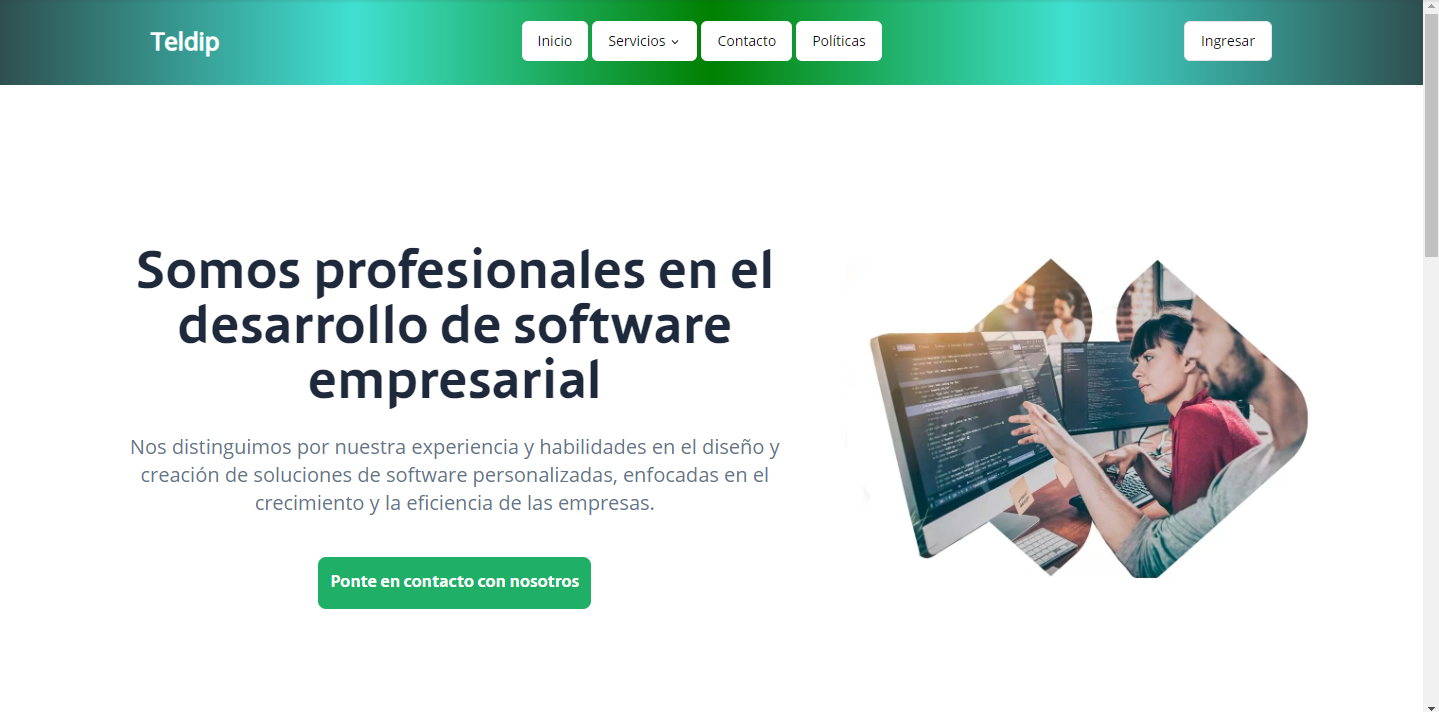 Teldip
Inicio
Servicios
Contacto
Políticas
Ingresar
Somos profesionales en el
desarrollo de software
empresarial
Nos distinguimos por nuestra experiencia y habilidades en el diseño y
creación de soluciones de software personalizadas, enfocadas en el
crecimiento y la eficiencia de las empresas.
Ponte en contacto con nosotros